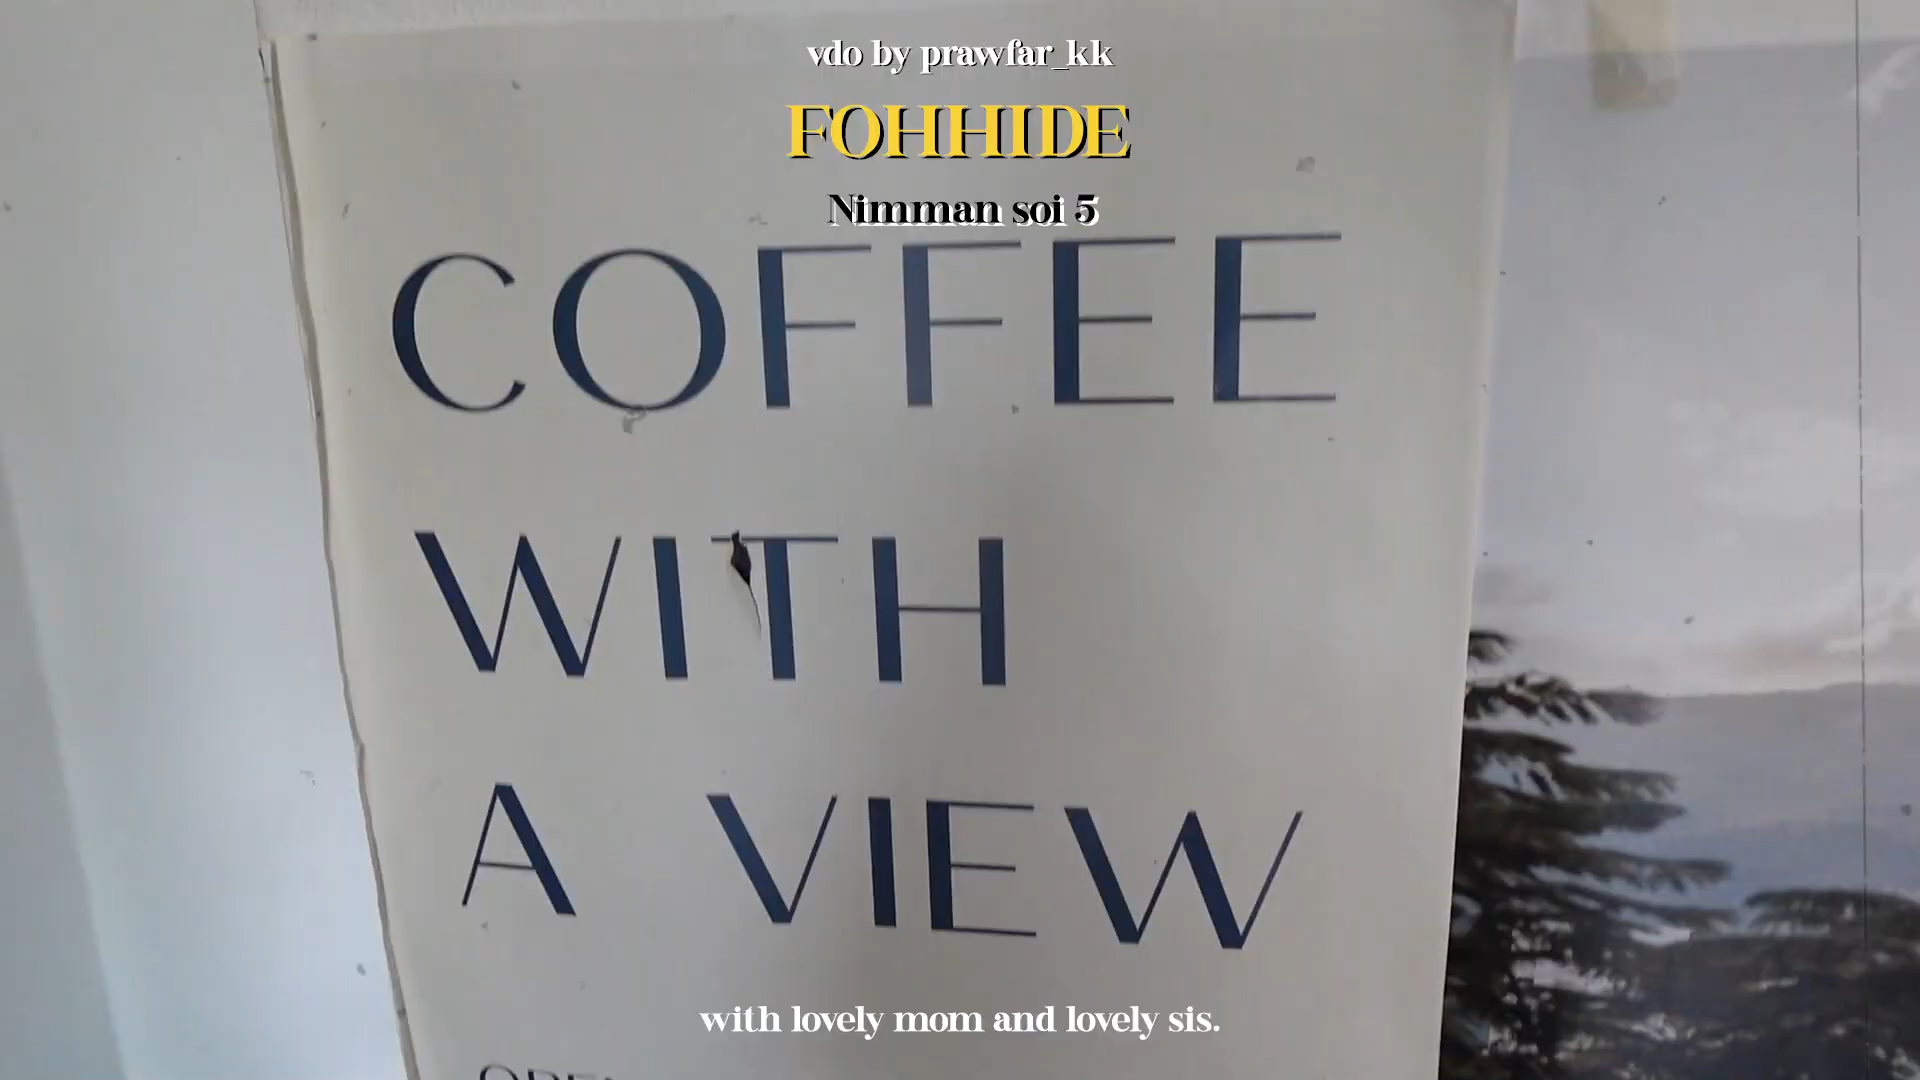 vdo by prawfar_kk
FOHHIDE
Nimman soi 5
COFFEE
WITH
A VIEW
with lovely mom and lovely sis.